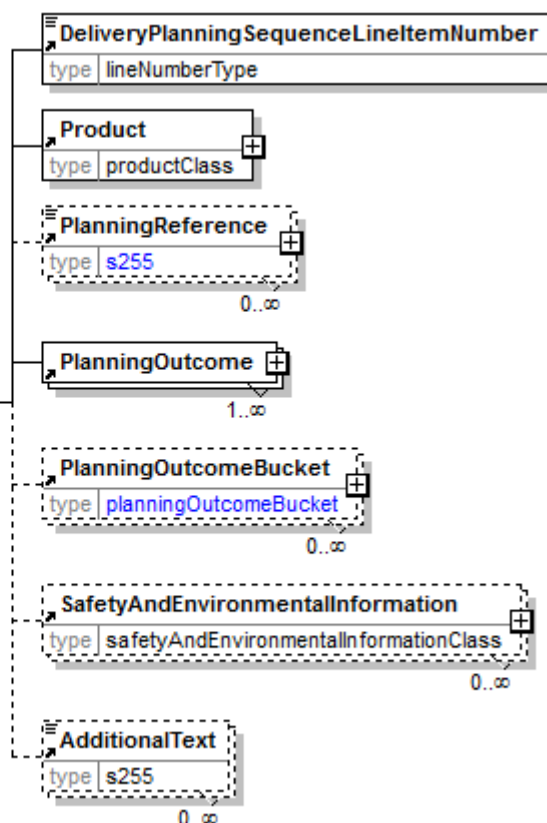 DeliveryPlanningSequenceLineItemNumber
type lineNumberType
Product
type productClass
PlanningReference
type s255
0..∞
PlanningOutcome
1..∞
PlanningOutcomeBucket
type planningOutcomeBucket
0..∞
SafetyAndEnvironmentalInformation
type safetyAndEnvironmentalInformationClass
0..∞
AdditionalText
type s255
0..∞